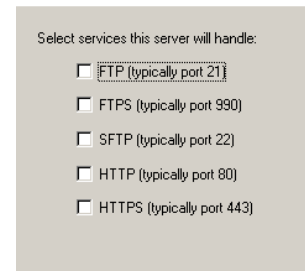 Select services this server will handle:
FTP (typically port 21)
FTPS (typically port 990)
SFTP (typically port 22)
HTTP (typically port 80)
HTTPS (typically port 443)